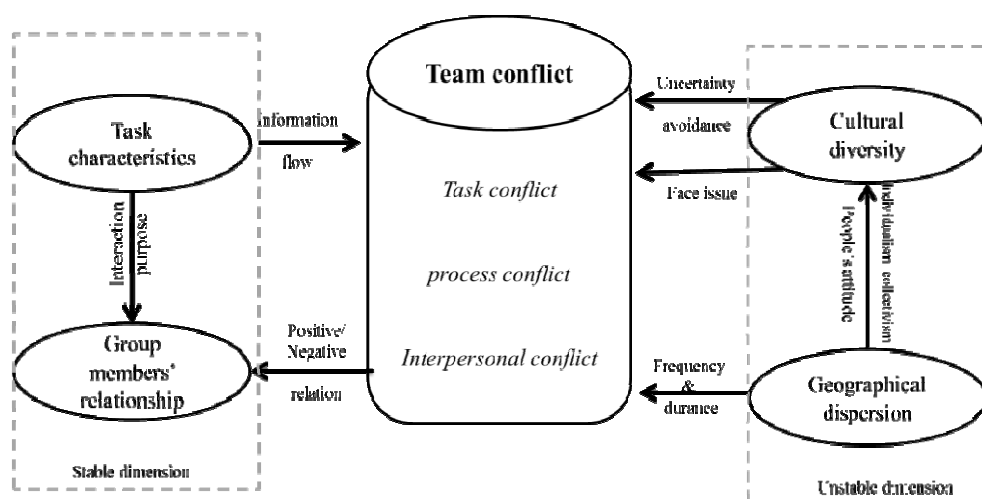 Team conflict
Task conflict
process conflict
Interpersonal conflict
Task
characteristics
Information
flow
Interaction
purpose
Group
members'
relationship
Positive/
Negative
relation
Stable dimension
Uncertainty
avoidance
Face issue
Cultural
diversity
Individualism collectivism
People's attitude
Frequency
&
durance
Geographical
dispersion
Unstable dimension